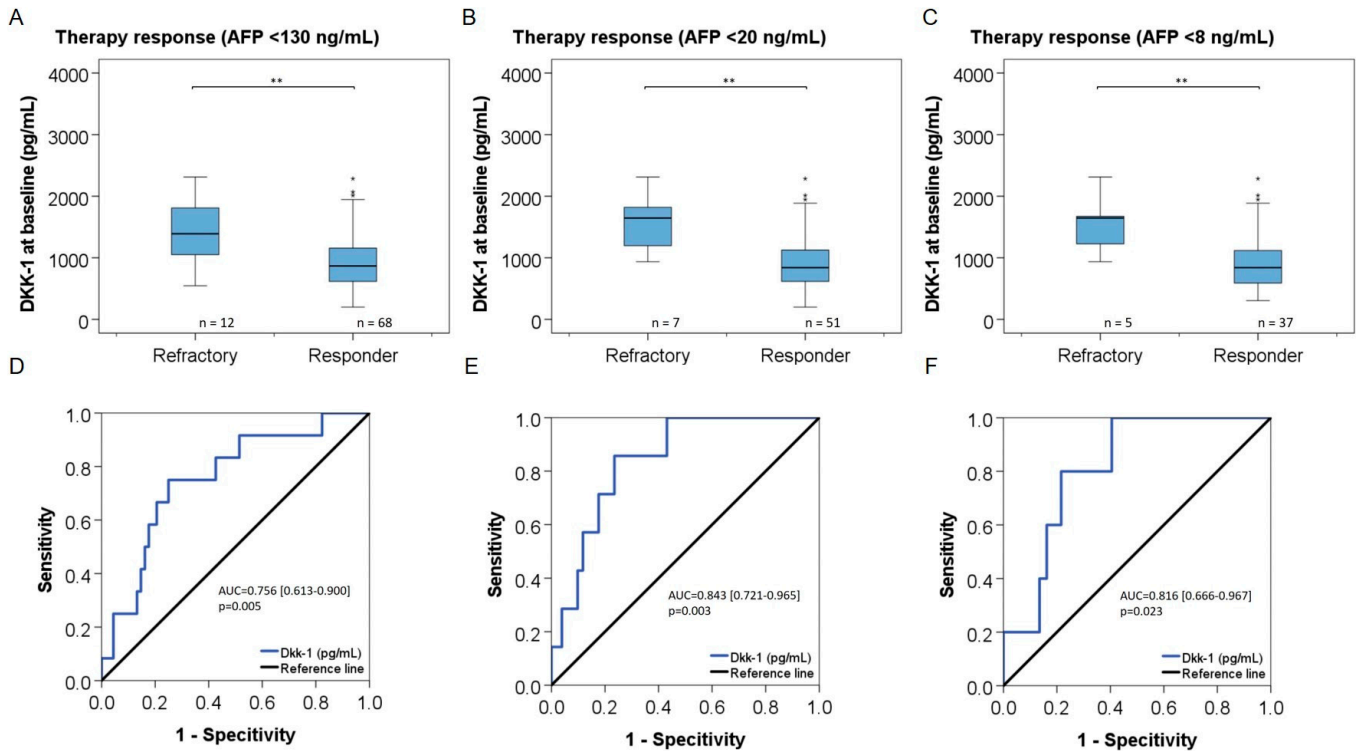 A
Therapy response (AFP <130 ng/mL)
DKK-1 at baseline (pg/mL)
4000
3000
2000
1000
0
**
*
*
*
n = 12
n = 68
Refractory
Responder
B
Therapy response (AFP <20 ng/mL)
DKK-1 at baseline (pg/mL)
4000
3000
2000
1000
0
**
*
*
*
n = 7
n = 51
Refractory
Responder
C
Therapy response (AFP <8 ng/mL)
DKK-1 at baseline (pg/mL)
4000
3000
2000
1000
0
**
*
*
*
n = 5
n = 37
Refractory
Responder
D
Sensitivity
1.0
0.8
0.6
0.4
0.2
0.0
AUC=0.756 [0.613-0.900]
p=0.005
Dkk-1 (pg/mL)
Reference line
0.0 0.2 0.4 0.6 0.8 1.0
1 - Specitivity
E
Sensitivity
1.0
0.8
0.6
0.4
0.2
0.0
AUC=0.843 [0.721-0.965]
p=0.003
Dkk-1 (pg/mL)
Reference line
0.0 0.2 0.4 0.6 0.8 1.0
1 - Specitivity
F
Sensitivity
1.0
0.8
0.6
0.4
0.2
0.0
AUC=0.816 [0.666-0.967]
p=0.023
Dkk-1 (pg/mL)
Reference line
0.0 0.2 0.4 0.6 0.8 1.0
1 - Specitivity